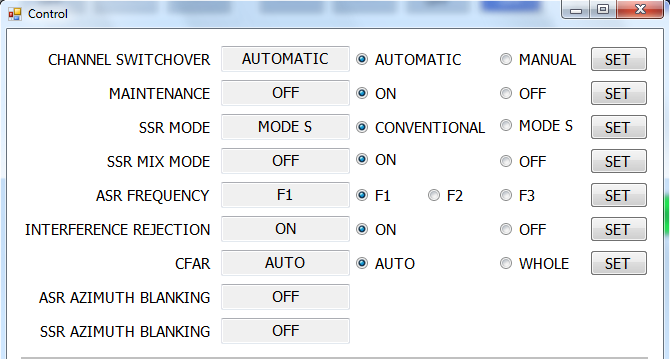 Control
CHANNEL SWITCHOVER AUTOMATIC AUTOMATIC MANUAL SET
MAINTENANCE OFF ON OFF SET
SSR MODE MODE S CONVENTIONAL MODE S SET
SSR MIX MODE OFF ON OFF SET
ASR FREQUENCY F1 F1 F2 F3 SET
INTERFERENCE REJECTION ON ON OFF SET
CFAR AUTO AUTO WHOLE SET
ASR AZIMUTH BLANKING OFF
SSR AZIMUTH BLANKING OFF